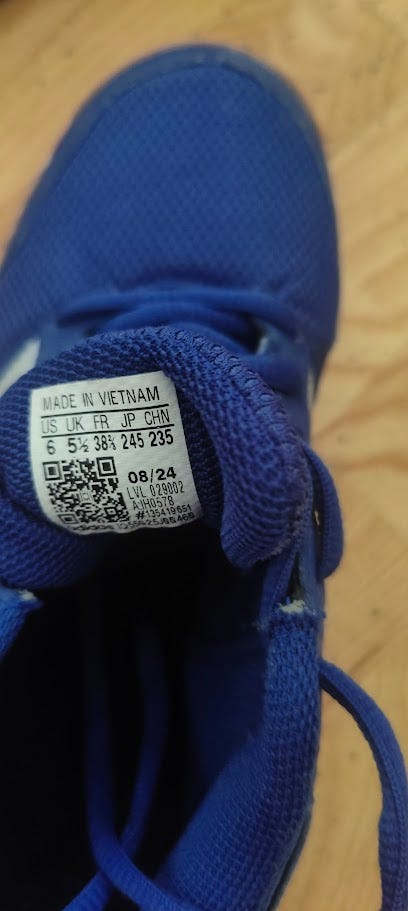 MADE IN VIETNAM
US UK FR JP CHN
6 5½ 38⅔ 245 235
08/24
LVL 029002
#135419651